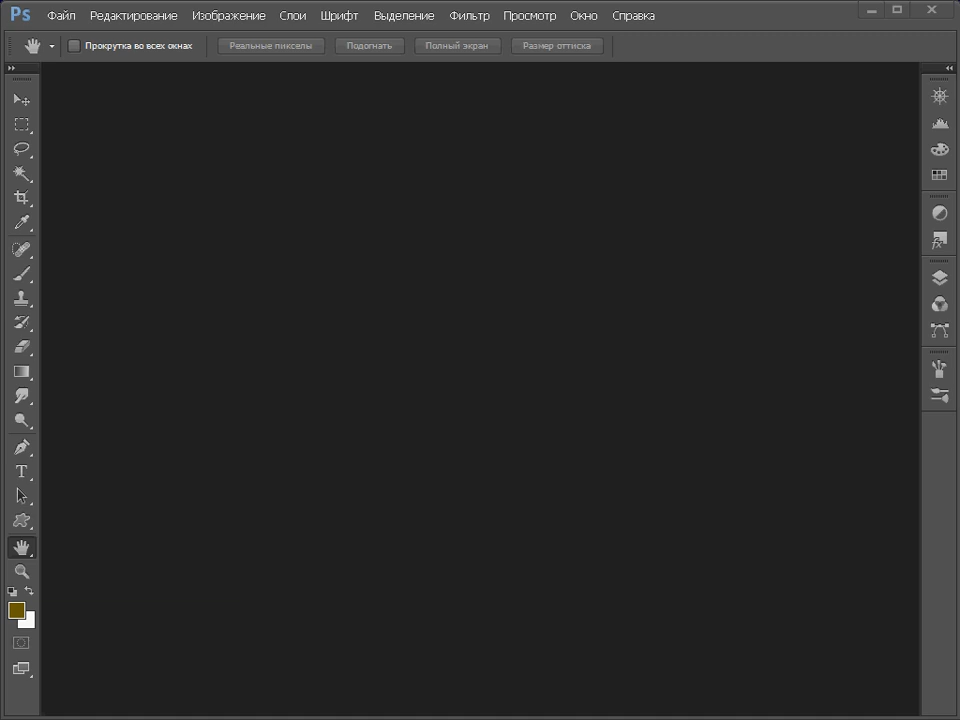 Ps Файл Редактирование Изображение Слои Шрифт Выделение Фильтр Просмотр Окно Справка
Прокрутка во всех окнах Реальные пикселы Подогнать Полный экран Размер оттиска